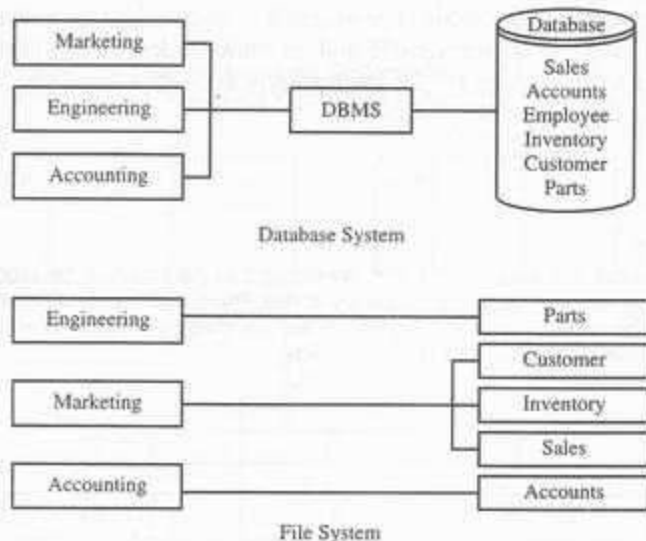 Database
Marketing
Sales
Accounts
Engineering
DBMS
Employee
Inventory
Accounting
Customer
Parts
Database System
Engineering
Parts
Customer
Marketing
Inventory
Sales
Accounting
Accounts
File System